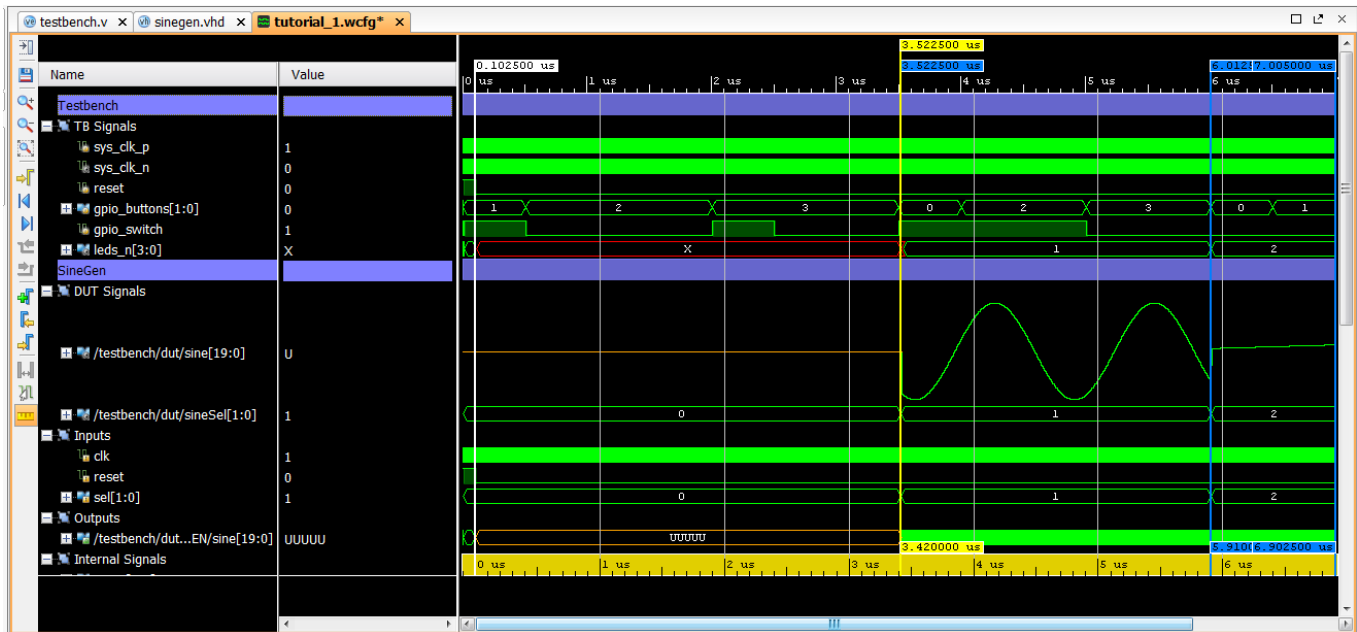 testbench.v x sinegen.vhd x tutorial_1.wcfg* x
3.522500 us
0.102500 us 3.522500 us 7.005000 us
Name Value 0 us 1 us 2 us 3 us 4 us 5 us 6 us
Testbench
TB Signals
sys_clk_p 1
sys_clk_n 0
reset 0
gpio_buttons[1:0] 0 1 2 3 0 2 3 0 1
gpio_switch 1
leds_n[3:0] X X 1 2
SineGen
DUT Signals
/testbench/dut/sine[19:0] U
/testbench/dut/sineSel[1:0] 1 0 1 2
Inputs
clk 1
reset 0
sel[1:0] 1 0 1 2
Outputs
/testbench/dut...EN/sine[19:0] UUUUU UUUUU
3.420000 us 6.902500 us
Internal Signals 0 us 1 us 2 us 3 us 4 us 5 us 6 us